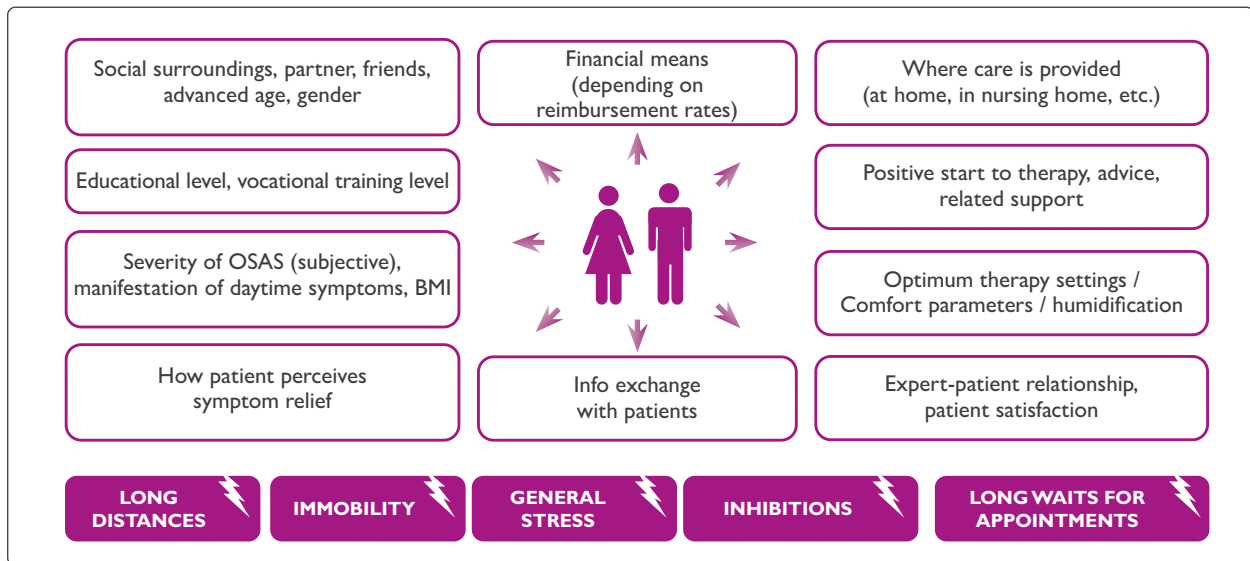 Social surroundings, partner, friends,
advanced age, gender
Financial means
(depending on
reimbursement rates)
Where care is provided
(at home, in nursing home, etc.)
Educational level, vocational training level
Positive start to therapy, advice,
related support
Severity of OSAS (subjective),
manifestation of daytime symptoms, BMI
Optimum therapy settings /
Comfort parameters / humidification
How patient perceives
symptom relief
Info exchange
with patients
Expert-patient relationship,
patient satisfaction
LONG
DISTANCES
IMMOBILITY
GENERAL
STRESS
INHIBITIONS
LONG WAITS FOR
APPOINTMENTS